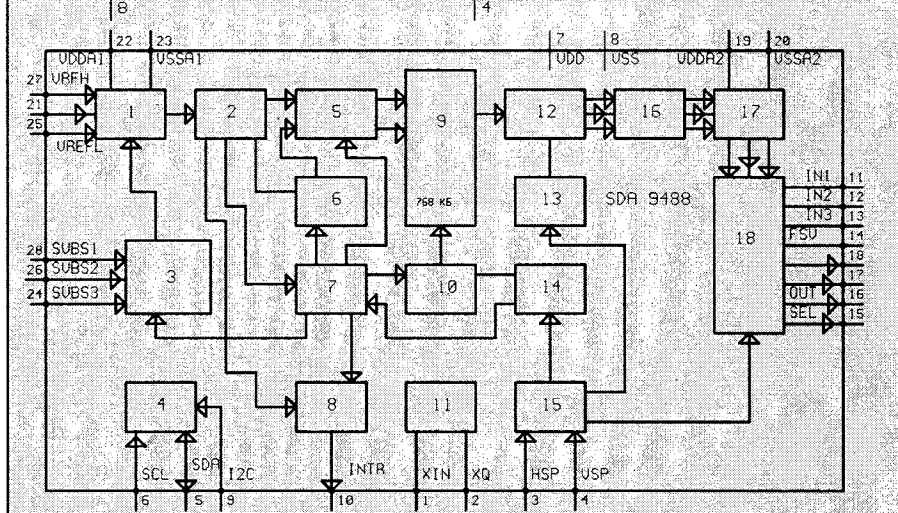 8 4
22 23 7 8 19 20
VDDA1 VSSA1 VDD VSS VDDA2 VSSA2
27 VRFH
21
25
VREFL
1 2 5 9 12 16 17
768 КБ
6 13 SDA 9488
IN1 11
IN2 12
IN3 13
FSV 14
18
17
OUT 16
SEL 15
18
28 SVBS1
26 SVBS2
24 SVBS3
3 7 10 14
4 8 11 15
SCL SDA I2C INTR XIN XQ HSP VSP
6 5 9 10 1 2 3 4